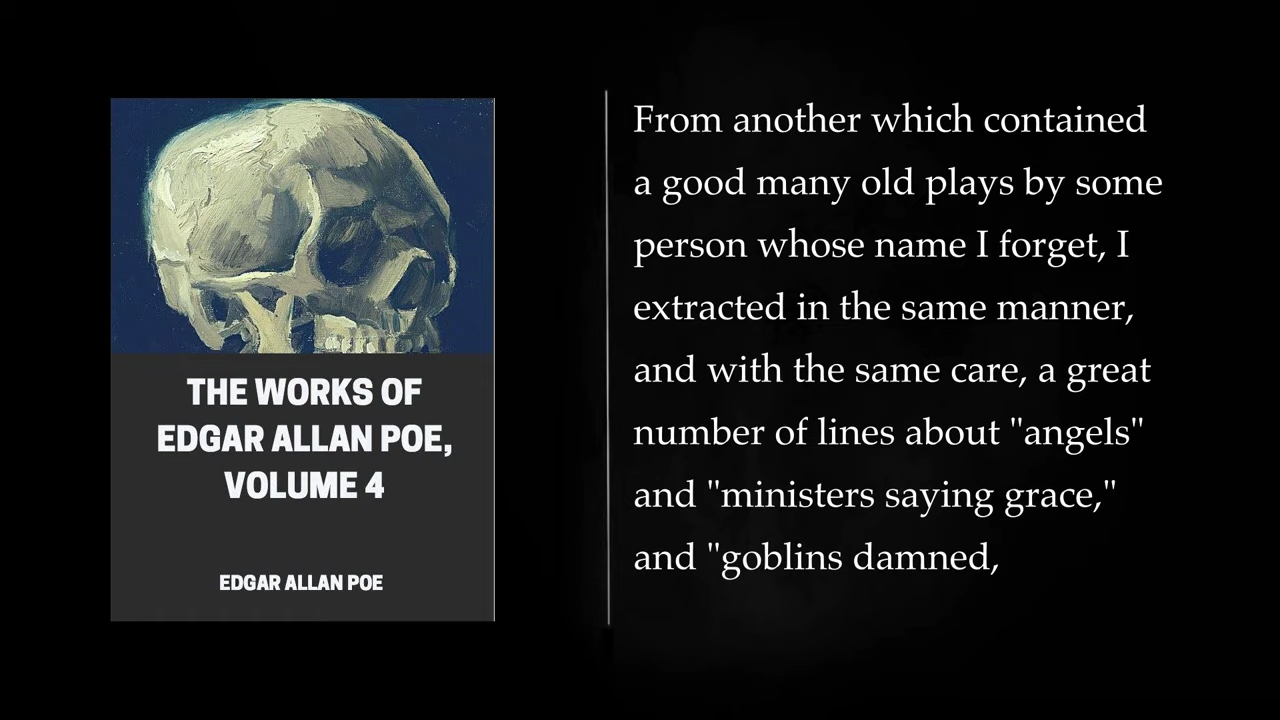 THE WORKS OF
EDGAR ALLAN POE,
VOLUME 4
EDGAR ALLAN POE
From another which contained
a good many old plays by some
person whose name I forget, I
extracted in the same manner,
and with the same care, a great
number of lines about "angels"
and "ministers saying grace,"
and "goblins damned,